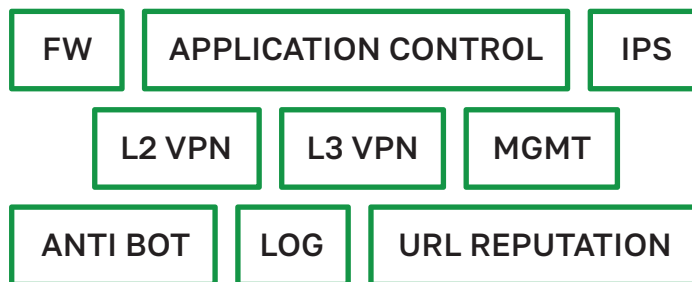 FW APPLICATION CONTROL IPS
L2 VPN L3 VPN MGMT
ANTI BOT LOG URL REPUTATION